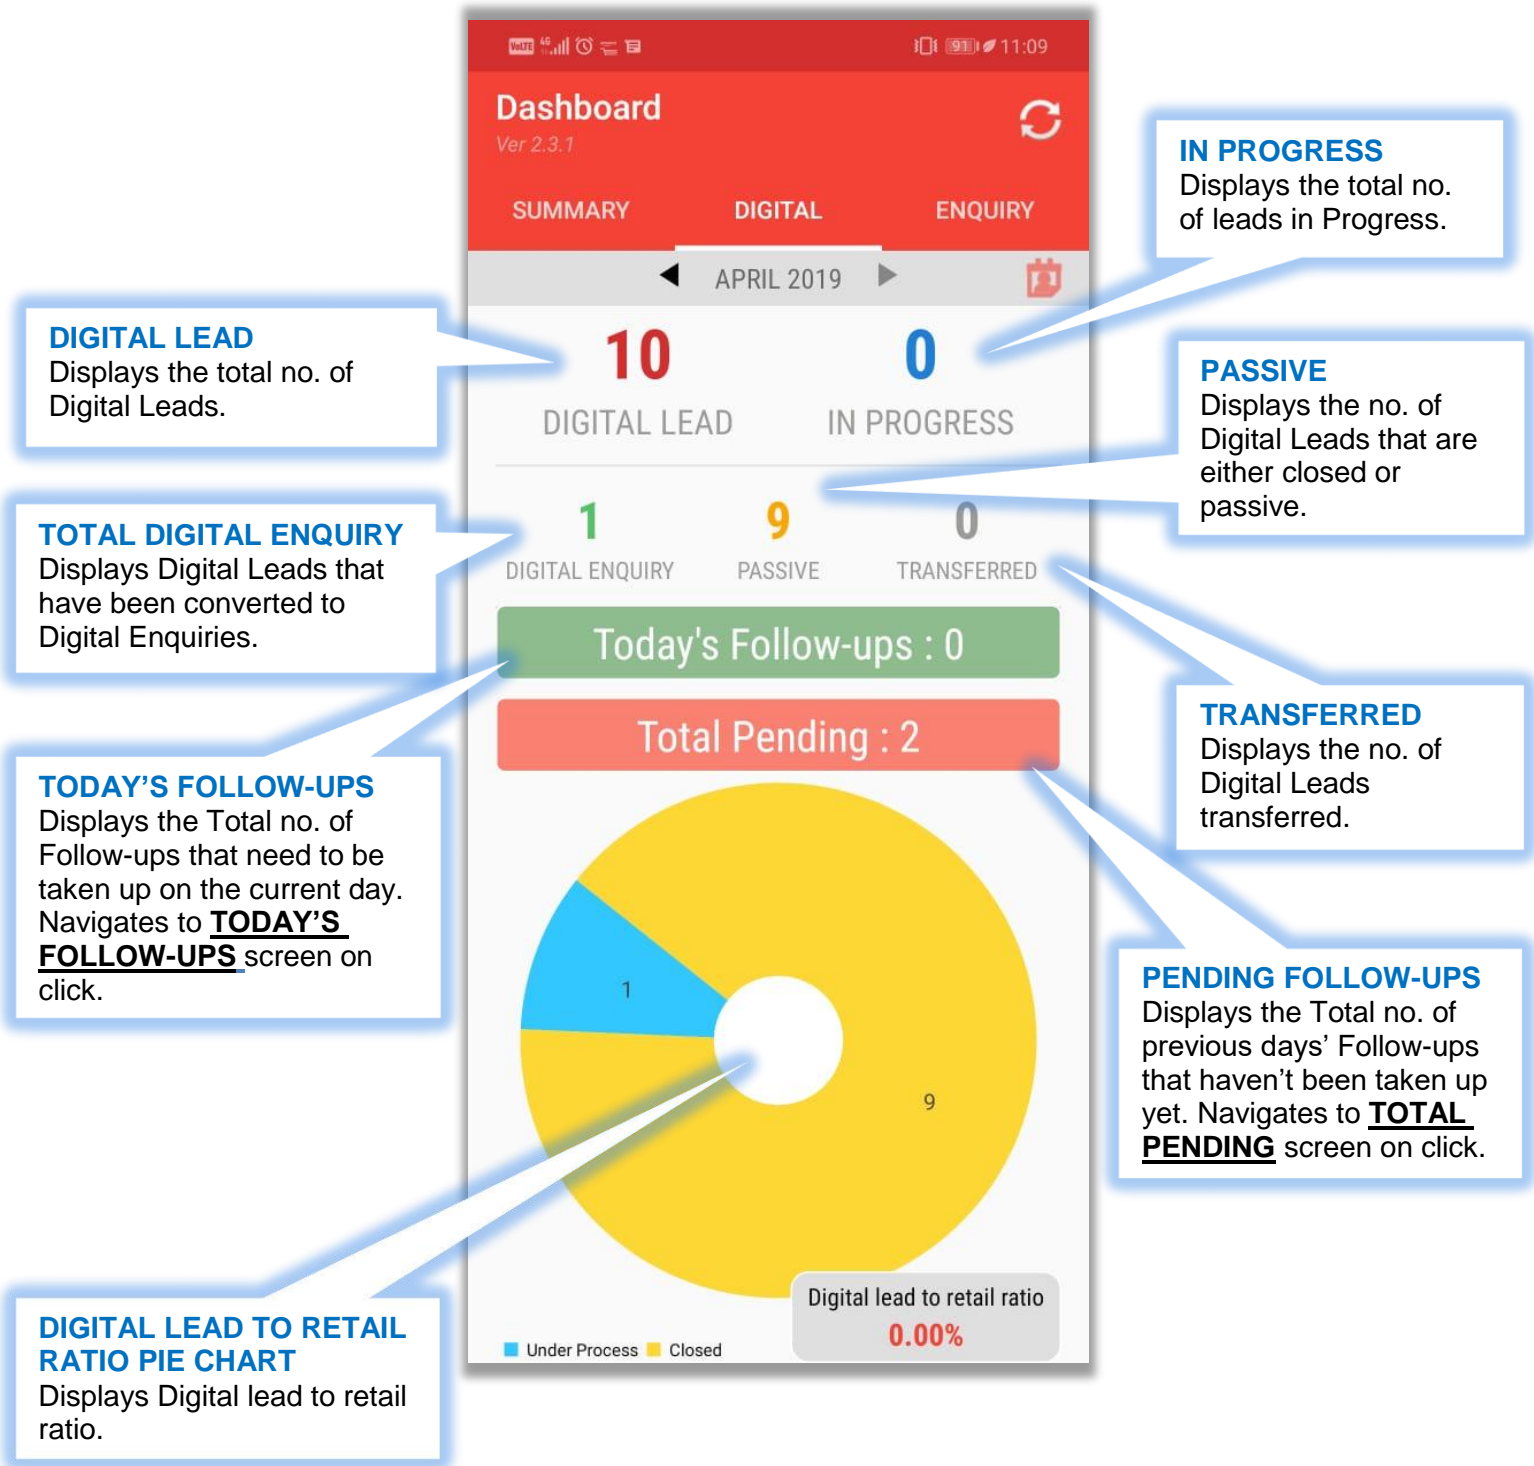 VoLTE 4G 91 11:09
Dashboard
Ver 2.3.1
SUMMARY DIGITAL ENQUIRY
APRIL 2019
10 0
DIGITAL LEAD IN PROGRESS
1 9 0
DIGITAL ENQUIRY PASSIVE TRANSFERRED
Today's Follow-ups : 0
Total Pending : 2
1
9
Digital lead to retail ratio
0.00%
Under Process Closed
DIGITAL LEAD
Displays the total no. of
Digital Leads.
TOTAL DIGITAL ENQUIRY
Displays Digital Leads that
have been converted to
Digital Enquiries.
TODAY’S FOLLOW-UPS
Displays the Total no. of
Follow-ups that need to be
taken up on the current day.
Navigates to TODAY’S
FOLLOW-UPS screen on
click.
DIGITAL LEAD TO RETAIL
RATIO PIE CHART
Displays Digital lead to retail
ratio.
IN PROGRESS
Displays the total no.
of leads in Progress.
PASSIVE
Displays the no. of
Digital Leads that are
either closed or
passive.
TRANSFERRED
Displays the no. of
Digital Leads
transferred.
PENDING FOLLOW-UPS
Displays the Total no. of
previous days’ Follow-ups
that haven’t been taken up
yet. Navigates to TOTAL
PENDING screen on click.